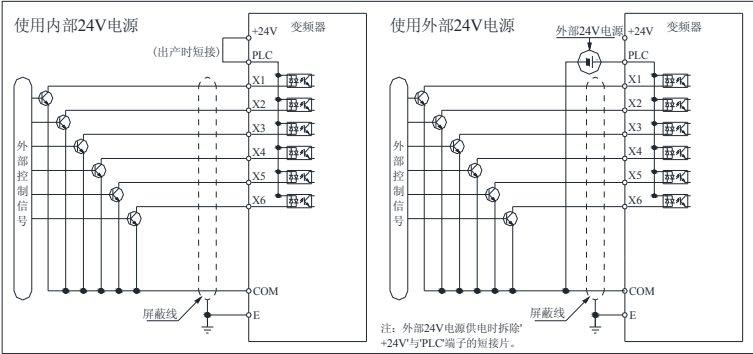 使用内部24V电源
+24V
变频器
(出产时短接)
PLC
X1
X2
X3
X4
X5
X6
外部控制信号
COM
屏蔽线
E
使用外部24V电源
外部24V电源
+24V
变频器
PLC
X1
X2
X3
X4
X5
X6
外部控制信号
COM
屏蔽线
E
注：外部24V电源供电时拆除'
+24V'与'PLC'端子的短接片。